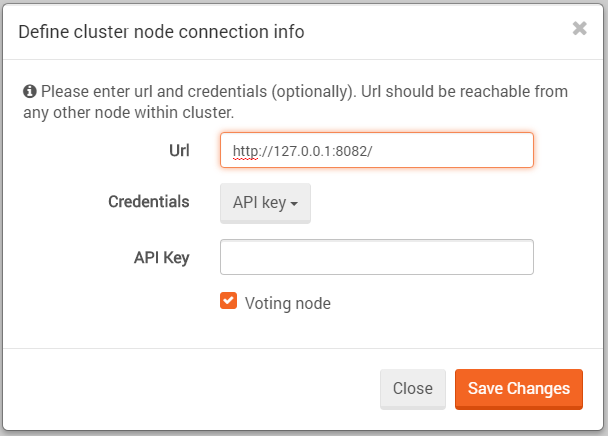 Define cluster node connection info
Please enter url and credentials (optionally). Url should be reachable from
any other node within cluster.
Url http://127.0.0.1:8082/
Credentials API key
API Key
Voting node
Close Save Changes